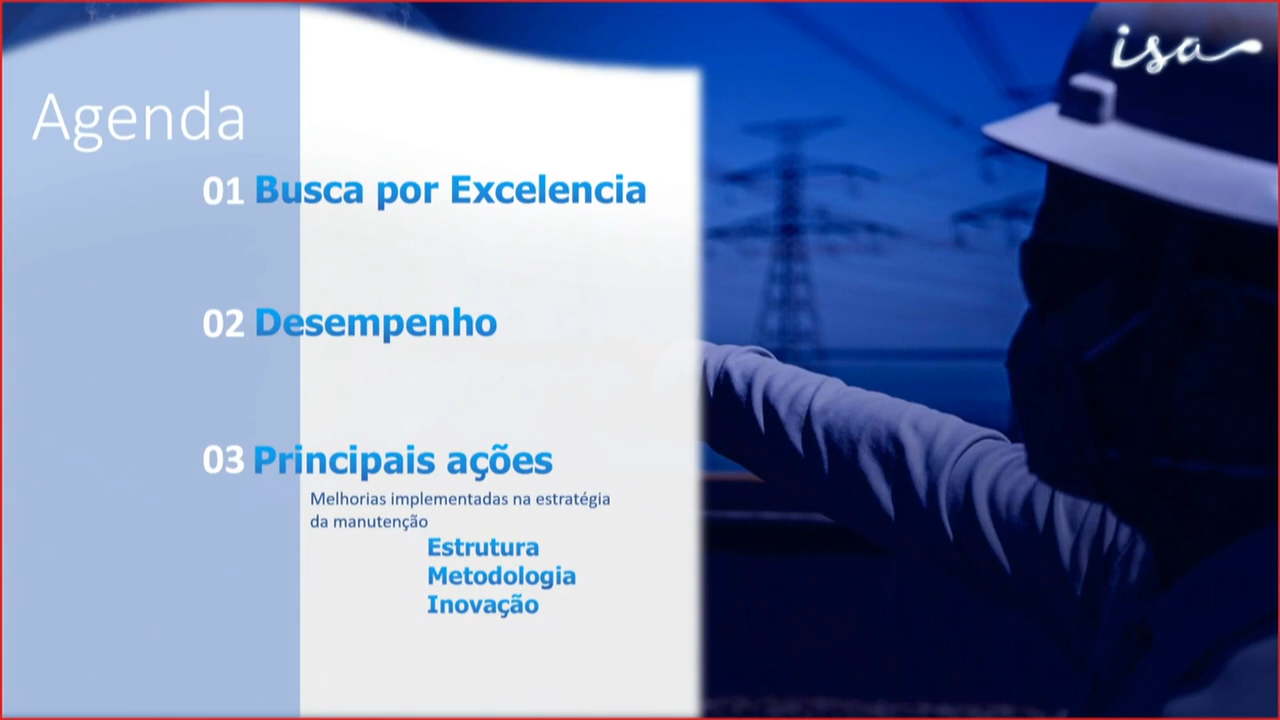 isa
Agenda
01 Busca por Excelencia
02 Desempenho
03 Principais ações
Melhorias implementadas na estratégia
da manutenção
Estrutura
Metodologia
Inovação